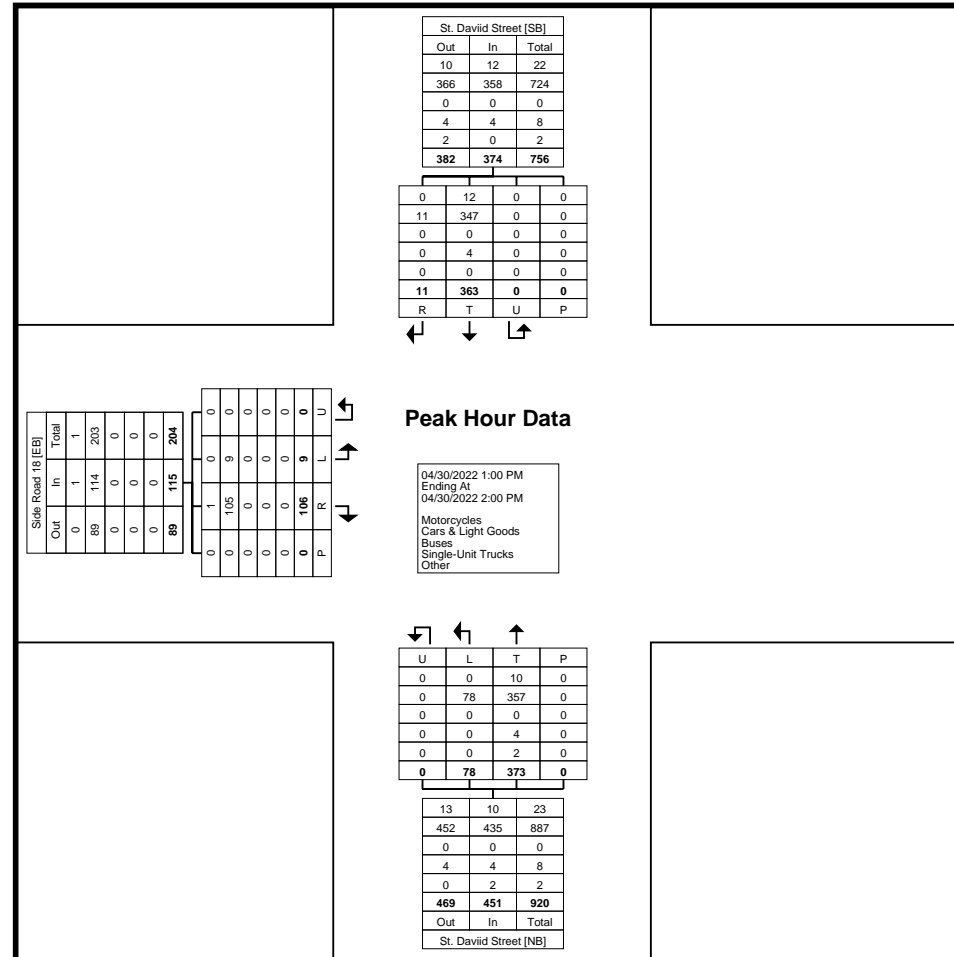 St. Daviid Street [SB]
Out In Total
10 12 22
366 358 724
0 0 0
4 4 8
2 0 2
382 374 756
0 12 0 0
11 347 0 0
0 0 0 0
0 4 0 0
0 0 0 0
11 363 0 0
R T U P
Side Road 18 [EB]
Out In Total
0 1 1
89 114 203
0 0 0
0 0 0
0 0 0
89 115 204
0 1 0 0
0 105 9 0
0 0 0 0
0 0 0 0
0 0 0 0
0 106 9 0
P R L U
Peak Hour Data
04/30/2022 1:00 PM
Ending At
04/30/2022 2:00 PM
Motorcycles
Cars & Light Goods
Buses
Single-Unit Trucks
Other
U L T P
0 0 10 0
0 78 357 0
0 0 0 0
0 0 4 0
0 0 2 0
0 78 373 0
13 10 23
452 435 887
0 0 0
4 4 8
0 2 2
469 451 920
Out In Total
St. Daviid Street [NB]